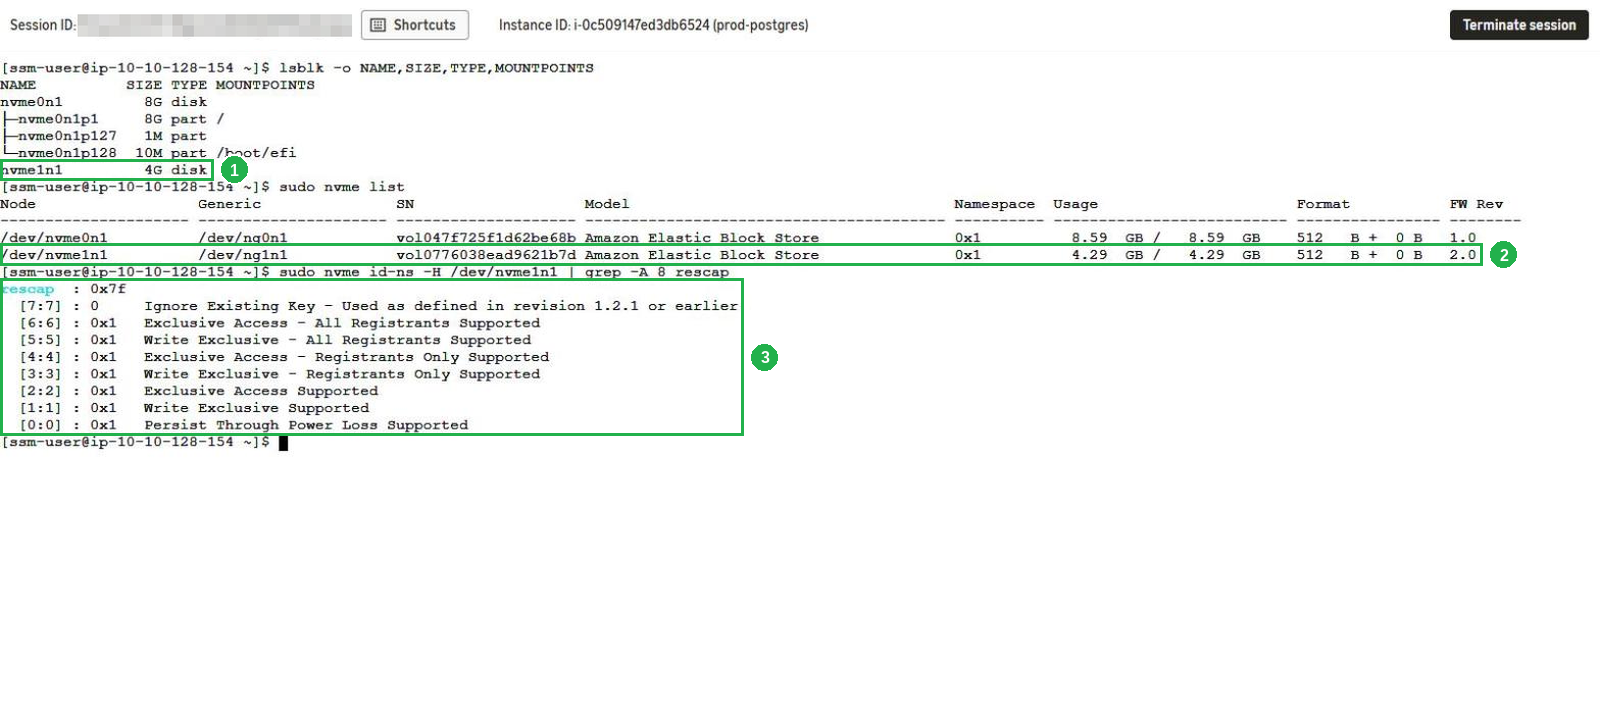 Session ID: Shortcuts Instance ID: i-0c509147ed3db6524 (prod-postgres) Terminate session
[ssm-user@ip-10-10-128-154 ~]$ lsblk -o NAME,SIZE,TYPE,MOUNTPOINTS
NAME SIZE TYPE MOUNTPOINTS
nvme0n1 8G disk
├─nvme0n1p1 8G part /
├─nvme0n1p127 1M part
└─nvme0n1p128 10M part /boot/efi
nvme1n1 4G disk 1
[ssm-user@ip-10-10-128-154 ~]$ sudo nvme list
Node Generic SN Model Namespace Usage Format FW Rev
--------------------- --------------------- -------------------- ---------------------------------------- --------- -------------------------- ---------------- --------
/dev/nvme0n1 /dev/ng0n1 vol047f725f1d62be68b Amazon Elastic Block Store 0x1 8.59 GB / 8.59 GB 512 B + 0 B 1.0
/dev/nvme1n1 /dev/ng1n1 vol0776038ead9621b7d Amazon Elastic Block Store 0x1 4.29 GB / 4.29 GB 512 B + 0 B 2.0 2
[ssm-user@ip-10-10-128-154 ~]$ sudo nvme id-ns -H /dev/nvme1n1 | grep -A 8 rescap
rescap : 0x7f
[7:7] : 0 Ignore Existing Key - Used as defined in revision 1.2.1 or earlier
[6:6] : 0x1 Exclusive Access - All Registrants Supported
[5:5] : 0x1 Write Exclusive - All Registrants Supported
[4:4] : 0x1 Exclusive Access - Registrants Only Supported 3
[3:3] : 0x1 Write Exclusive - Registrants Only Supported
[2:2] : 0x1 Exclusive Access Supported
[1:1] : 0x1 Write Exclusive Supported
[0:0] : 0x1 Persist Through Power Loss Supported
[ssm-user@ip-10-10-128-154 ~]$